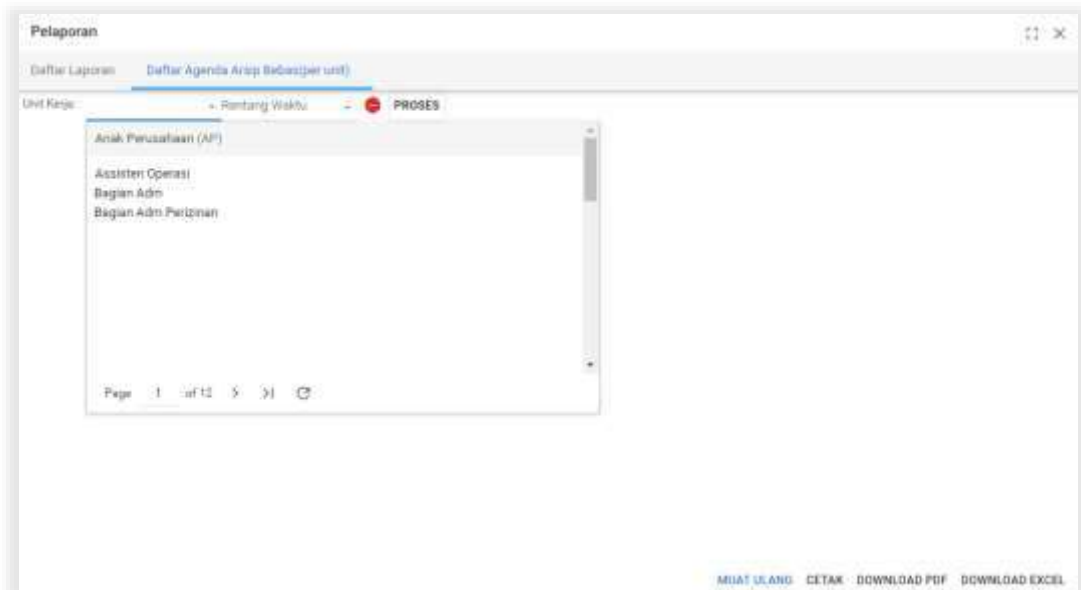 Pelaporan
Daftar Laporan Daftar Agenda Arsip Bebas(per unit)
Unit Kerja Rentang Waktu PROSES
Anak Perusahaan (AP)
Assisten Operasi
Bagian Adm
Bagian Adm Perizinan
Page 1 of 12
MUAT ULANG CETAK DOWNLOAD PDF DOWNLOAD EXCEL